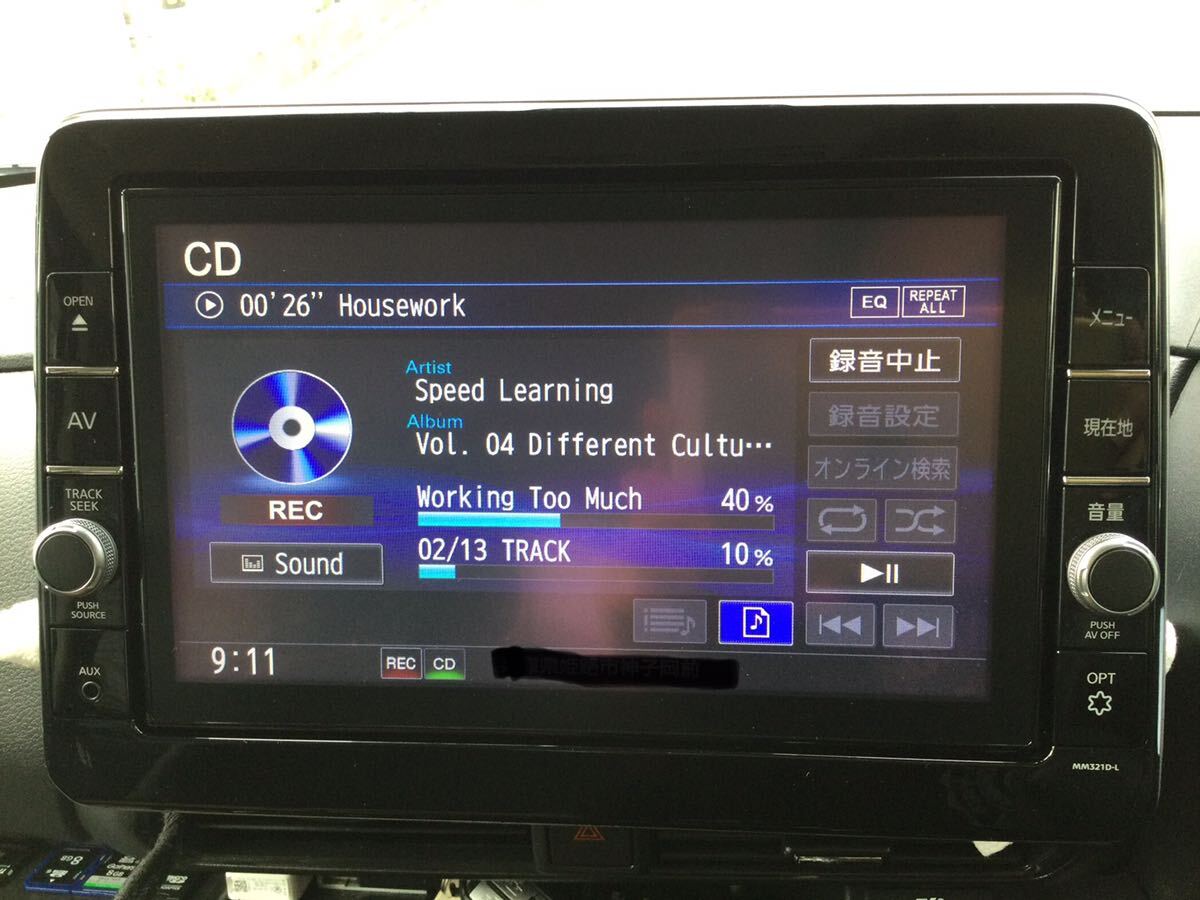 CD
00'26” Housework
EQ
REPEAT
ALL
Artist
Speed Learning
Album
Vol. 04 Different Cultu…
Working Too Much 40%
02/13 TRACK 10%
REC
Sound
録音中止
録音設定
オンライン検索
9:11
REC
CD
OPEN
AV
TRACK
SEEK
PUSH
SOURCE
AUX
メニュー
現在地
音量
PUSH
AV OFF
OPT
MM321D-L
8GB
8GB